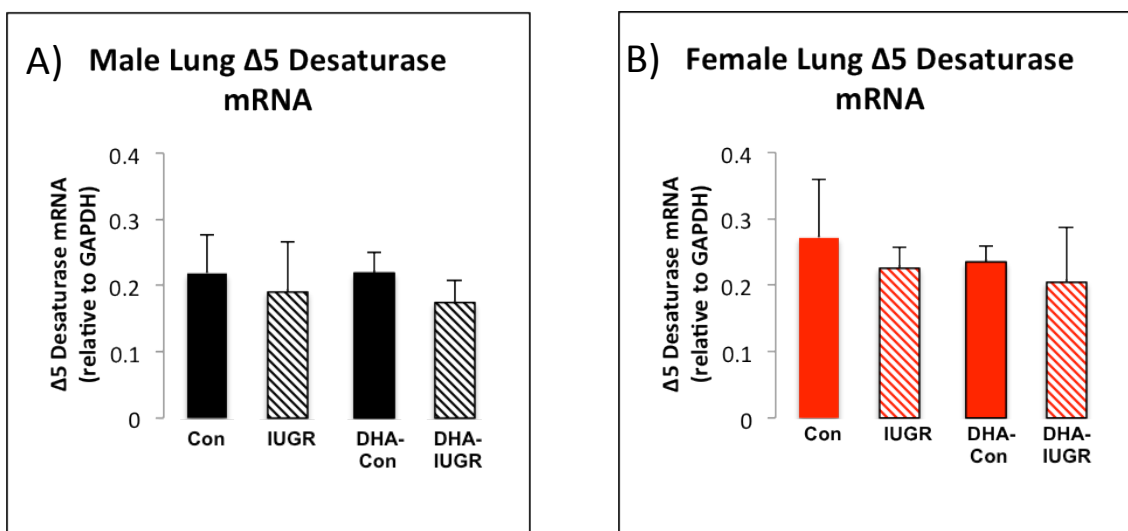 A) Male Lung Δ5 Desaturase
mRNA
Δ5 Desaturase mRNA
(relative to GAPDH)
0.4
0.3
0.2
0.1
0
Con
IUGR
DHA-
Con
DHA-
IUGR
B) Female Lung Δ5 Desaturase
mRNA
Δ5 Desaturase mRNA
(relative to GAPDH)
0.4
0.3
0.2
0.1
0
Con
IUGR
DHA-
Con
DHA-
IUGR